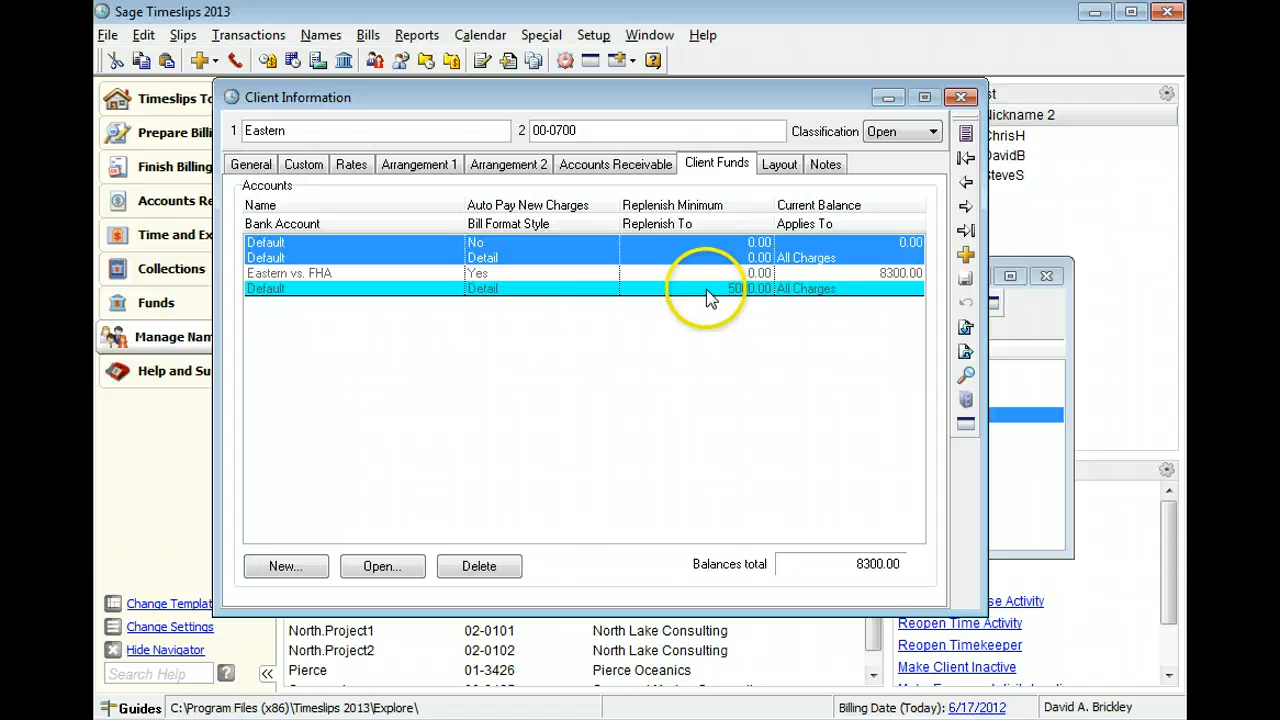 Sage Timeslips 2013
File Edit Slips Transactions Names Bills Reports Calendar Special Setup Window Help
Timeslips To
Prepare Billi
Finish Billing
Accounts Re
Time and Ex
Collections
Funds
Manage Nam
Help and Su
Change Templat
Change Settings
Hide Navigator
Search Help
Client Information
1 Eastern 2 00-0700 Classification Open
General Custom Rates Arrangement 1 Arrangement 2 Accounts Receivable Client Funds Layout Notes
Accounts
Name Auto Pay New Charges Replenish Minimum Current Balance
Bank Account Bill Format Style Replenish To Applies To
Default No 0.00 0.00
Default Detail 0.00 All Charges
Eastern vs. FHA Yes 0.00 8300.00
Default Detail 5000.00 All Charges
New... Open... Delete Balances total 8300.00
st
Nickname 2
ChrisH
DavidB
SteveS
North.Project1 02-0101 North Lake Consulting
North.Project2 02-0102 North Lake Consulting
Pierce 01-3426 Pierce Oceanics
se Activity
Reopen Time Activity
Reopen Timekeeper
Make Client Inactive
Guides C:\Program Files (x86)\Timeslips 2013\Explore\ Billing Date (Today): 6/17/2012 David A. Brickley